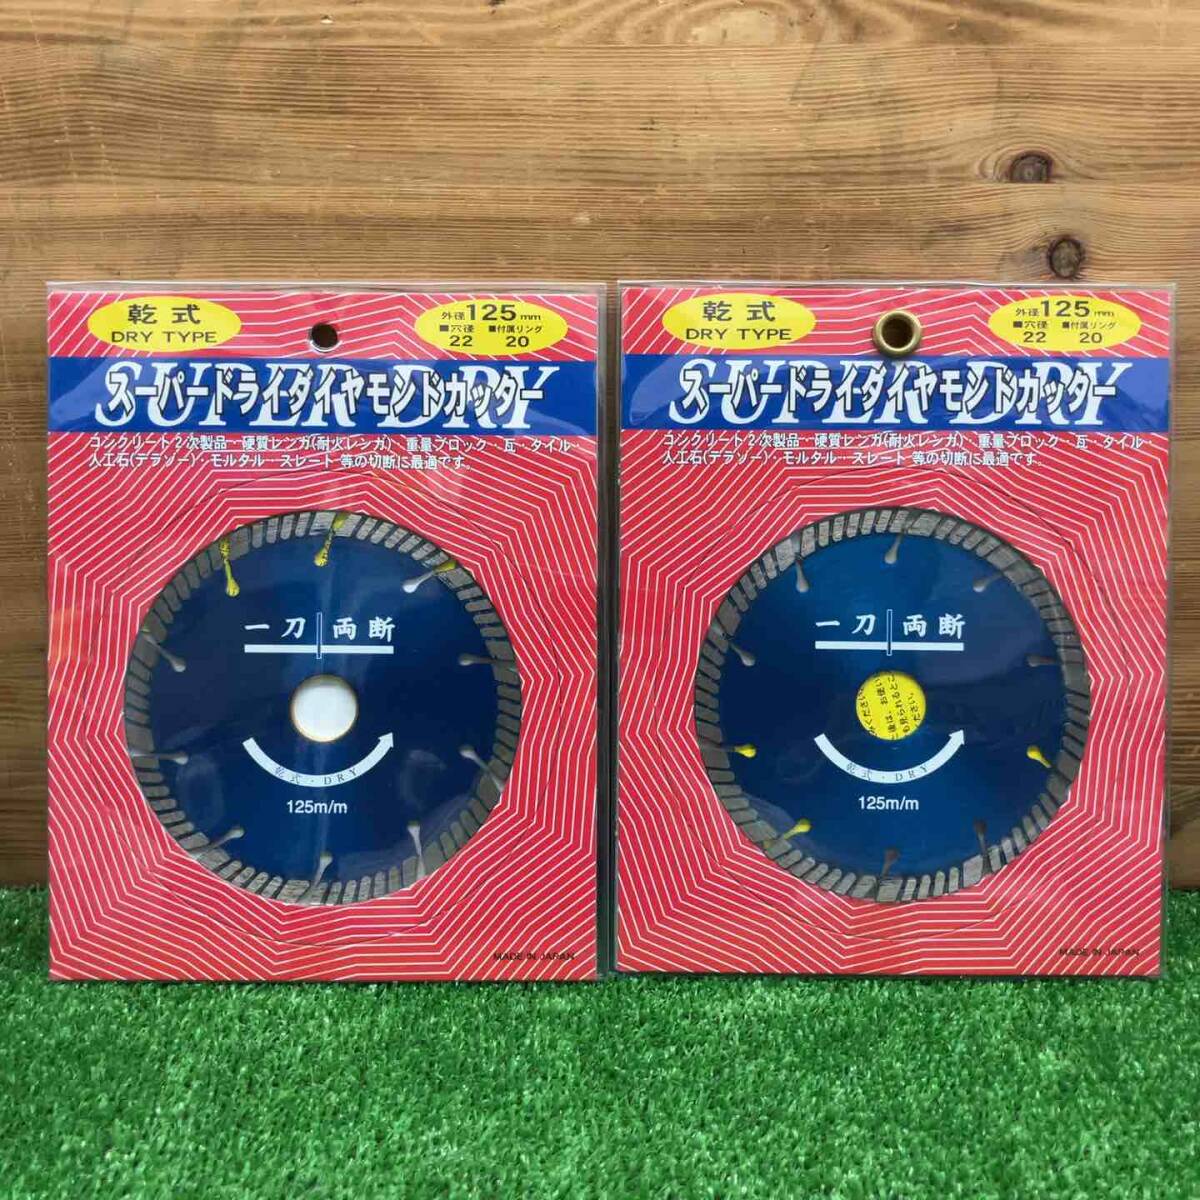 乾式
DRY TYPE
外径125mm
■穴径 ■付属リング
22 20
SUPER DRY
スーパードライダイヤモンドカッター
コンクリート2次製品・硬質レンガ(耐火レンガ)・重量ブロック・瓦・タイル・
人工石(テラゾー)・モルタル・スレート 等の切断に最適です。
一刀両断
乾式・DRY
125m/m
MADE IN JAPAN
乾式
DRY TYPE
外径125mm
■穴径 ■付属リング
22 20
SUPER DRY
スーパードライダイヤモンドカッター
コンクリート2次製品・硬質レンガ(耐火レンガ)・重量ブロック・瓦・タイル・
人工石(テラゾー)・モルタル・スレート 等の切断に最適です。
一刀両断
乾式・DRY
125m/m
MADE IN JAPAN